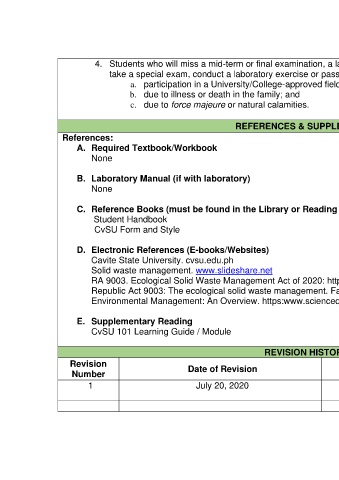 4. Students who will miss a mid-term or final examination, a la
take a special exam, conduct a laboratory exercise or pass
a. participation in a University/College-approved field
b. due to illness or death in the family; and
c. due to force majeure or natural calamities.
REFERENCES & SUPPLE
References:
A. Required Textbook/Workbook
None
B. Laboratory Manual (if with laboratory)
None
C. Reference Books (must be found in the Library or Reading
Student Handbook
CvSU Form and Style
D. Electronic References (E-books/Websites)
Cavite State University. cvsu.edu.ph
Solid waste management. www.slideshare.net
RA 9003. Ecological Solid Waste Management Act of 2000: http
Republic Act 9003: The ecological solid waste management. Fa
Environmental Management: An Overview. https:www.scienced
E. Supplementary Reading
CvSU 101 Learning Guide / Module
REVISION HISTOR
Revision Number
Date of Revision
1
July 20, 2020